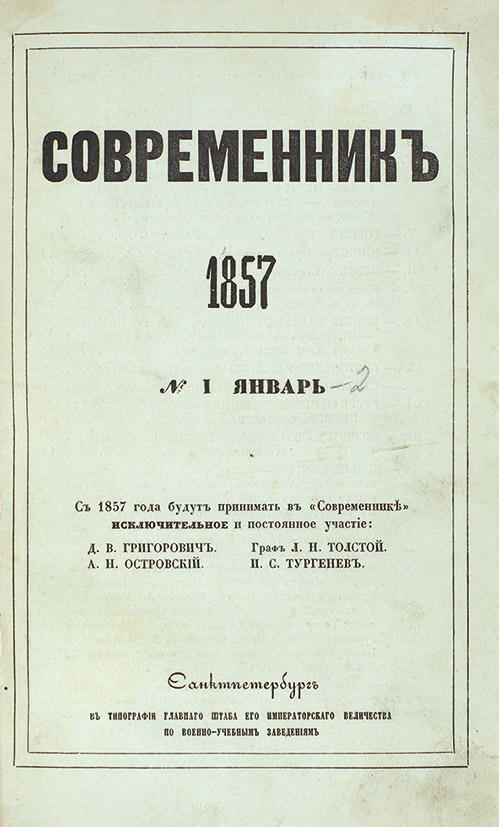 СОВРЕМЕННИКЪ
1857
№ I ЯНВАРЬ -2
Съ 1857 года будутъ принимать въ «Современникѣ»
ИСКЛЮЧИТЕЛЬНОЕ и постоянное участіе:
Д. В. ГРИГОРОВИЧЪ. Графъ Л. Н. ТОЛСТОЙ.
А. Н. ОСТРОВСКІЙ. И. С. ТУРГЕНЕВЪ.
Санктпетербургъ
ВЪ ТИПОГРАФІИ ГЛАВНАГО ШТАБА ЕГО ИМПЕРАТОРСКАГО ВЕЛИЧЕСТВА
ПО ВОЕННО-УЧЕБНЫМЪ ЗАВЕДЕНІЯМЪ